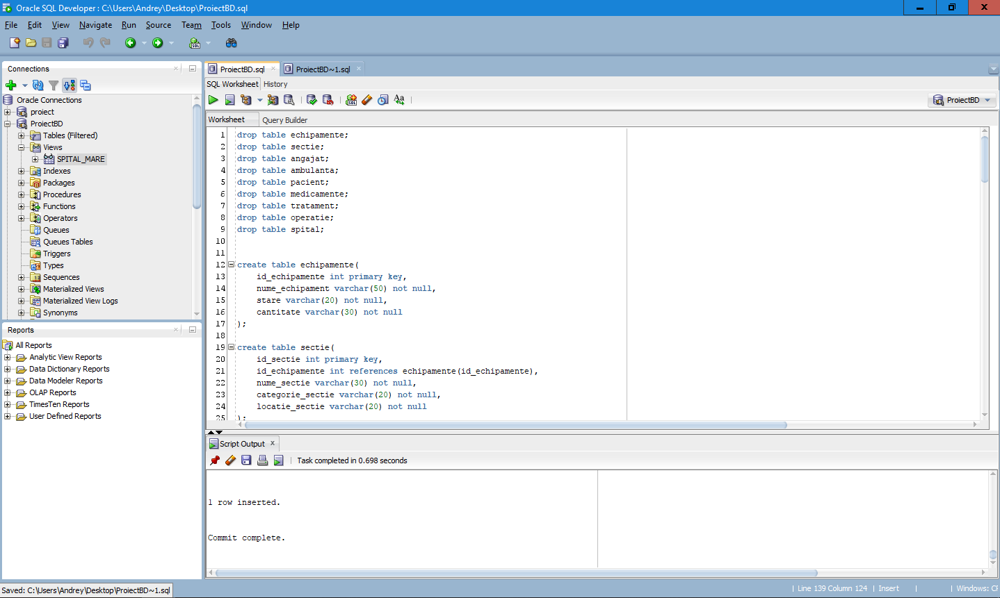 Oracle SQL Developer : C:\Users\Andrey\Desktop\ProiectBD.sql
File Edit View Navigate Run Source Team Tools Window Help
Connections
Oracle Connections
proiect
ProiectBD
Tables (Filtered)
Views
SPITAL_MARE
Indexes
Packages
Procedures
Functions
Operators
Queues
Queues Tables
Triggers
Types
Sequences
Materialized Views
Materialized View Logs
Synonyms
Reports
All Reports
Analytic View Reports
Data Dictionary Reports
Data Modeler Reports
OLAP Reports
TimesTen Reports
User Defined Reports
ProiectBD.sql ProiectBD~1.sql
SQL Worksheet History
ProiectBD
Worksheet Query Builder
1 drop table echipamente;
2 drop table sectie;
3 drop table angajat;
4 drop table ambulanta;
5 drop table pacient;
6 drop table medicamente;
7 drop table tratament;
8 drop table operatie;
9 drop table spital;
10
11
12 create table echipamente(
13 id_echipamente int primary key,
14 nume_echipament varchar(50) not null,
15 stare varchar(20) not null,
16 cantitate varchar(30) not null
17 );
18
19 create table sectie(
20 id_sectie int primary key,
21 id_echipamente int references echipamente(id_echipamente),
22 nume_sectie varchar(30) not null,
23 categorie_sectie varchar(20) not null,
24 locatie_sectie varchar(20) not null
25 );
Script Output
Task completed in 0.698 seconds
1 row inserted.
Commit complete.
Saved: C:\Users\Andrey\Desktop\ProiectBD~1.sql
Line 139 Column 124 Insert Windows: CF